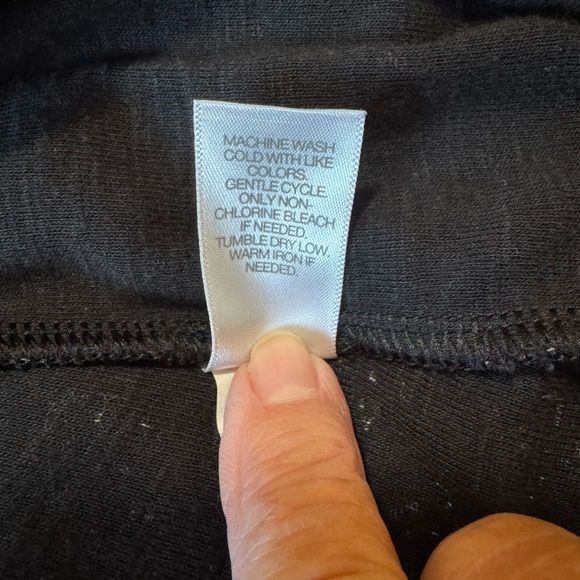 MACHINE WASH
COLD WITH LIKE
COLORS.
GENTLE CYCLE.
ONLY NON-
CHLORINE BLEACH
IF NEEDED.
TUMBLE DRY LOW.
WARM IRON IF
NEEDED.